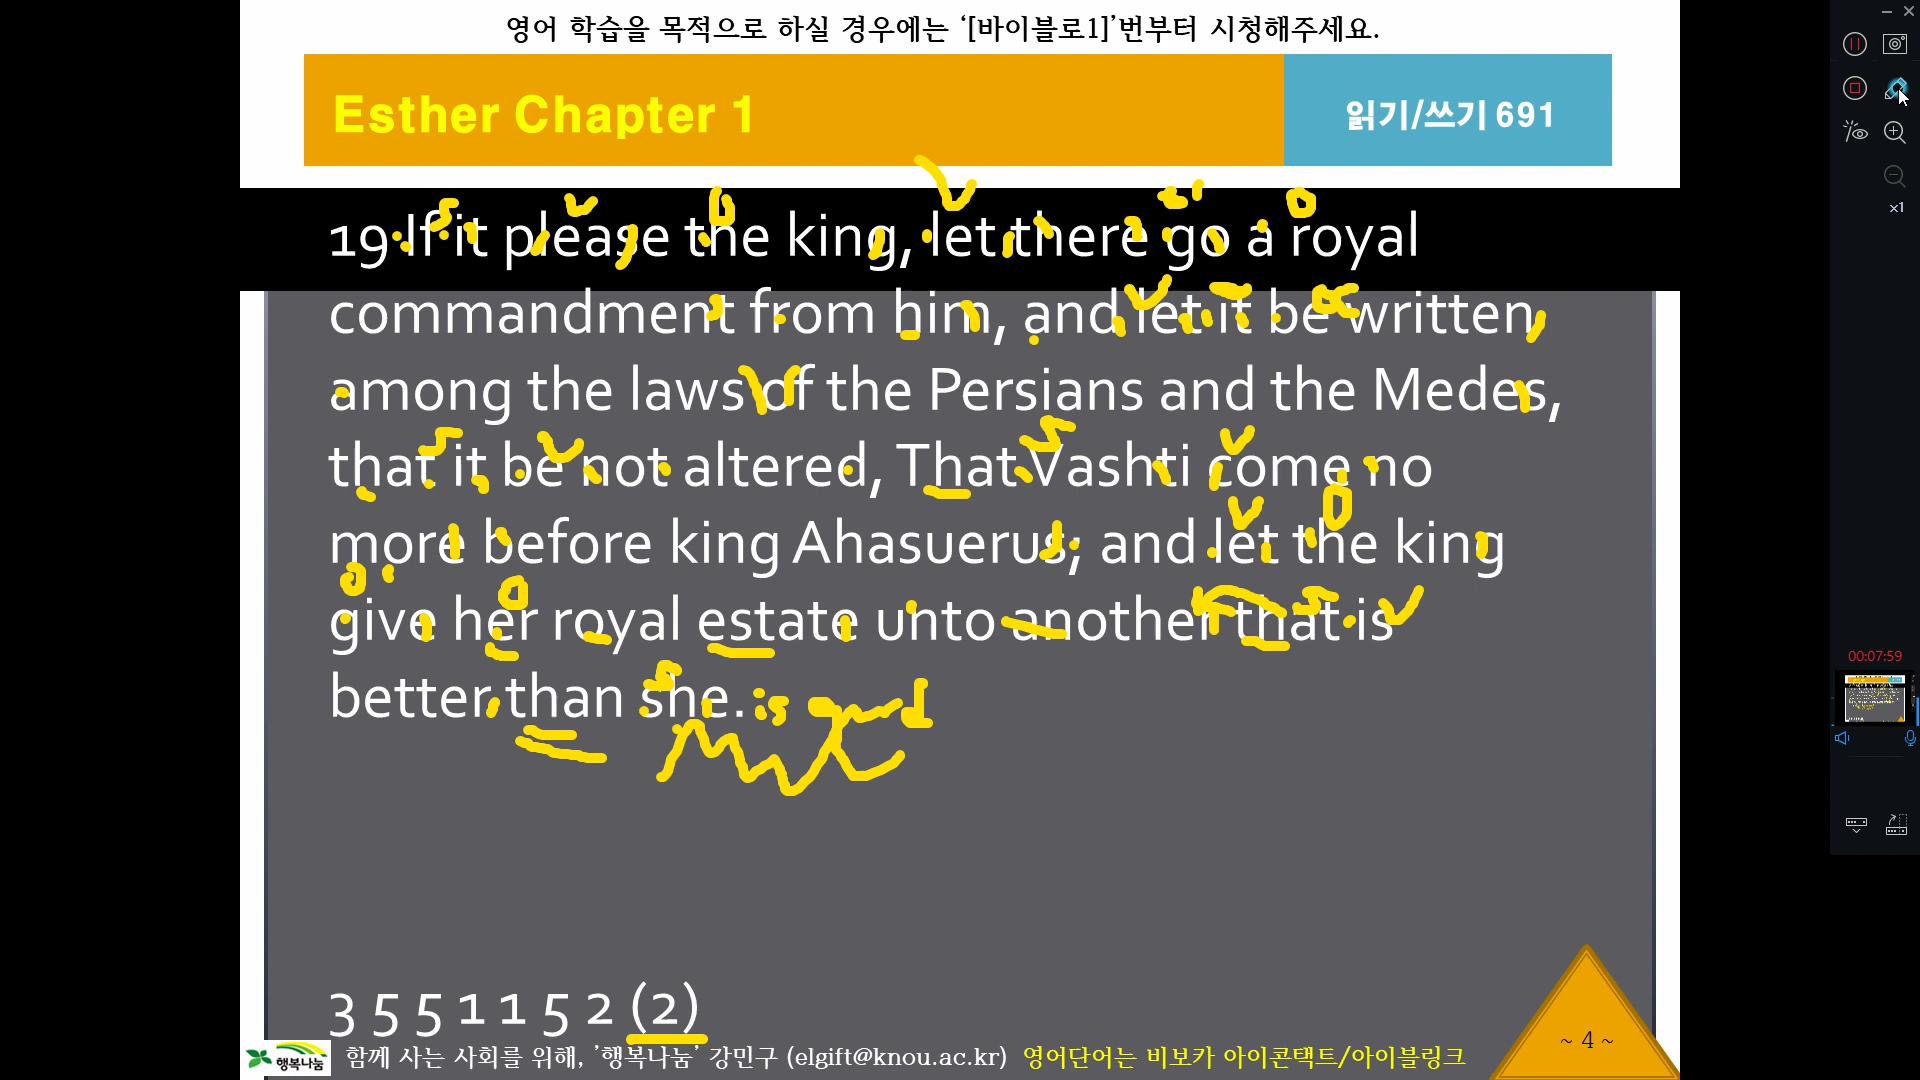 영어 학습을 목적으로 하실 경우에는 ‘[바이블로1]’번부터 시청해주세요.
Esther Chapter 1
읽기/쓰기 691
19 If it please the king, let there go a royal
commandment from him, and let it be written
among the laws of the Persians and the Medes,
that it be not altered, That Vashti come no
more before king Ahasuerus; and let the king
give her royal estate unto another that is
better than she.
3 5 5 1 1 5 2 (2)
행복나눔
함께 사는 사회를 위해, ’행복나눔’ 강민구 (elgift@knou.ac.kr) 영어단어는 비보카 아이콘택트/아이블링크
~ 4 ~
x1
00:07:59